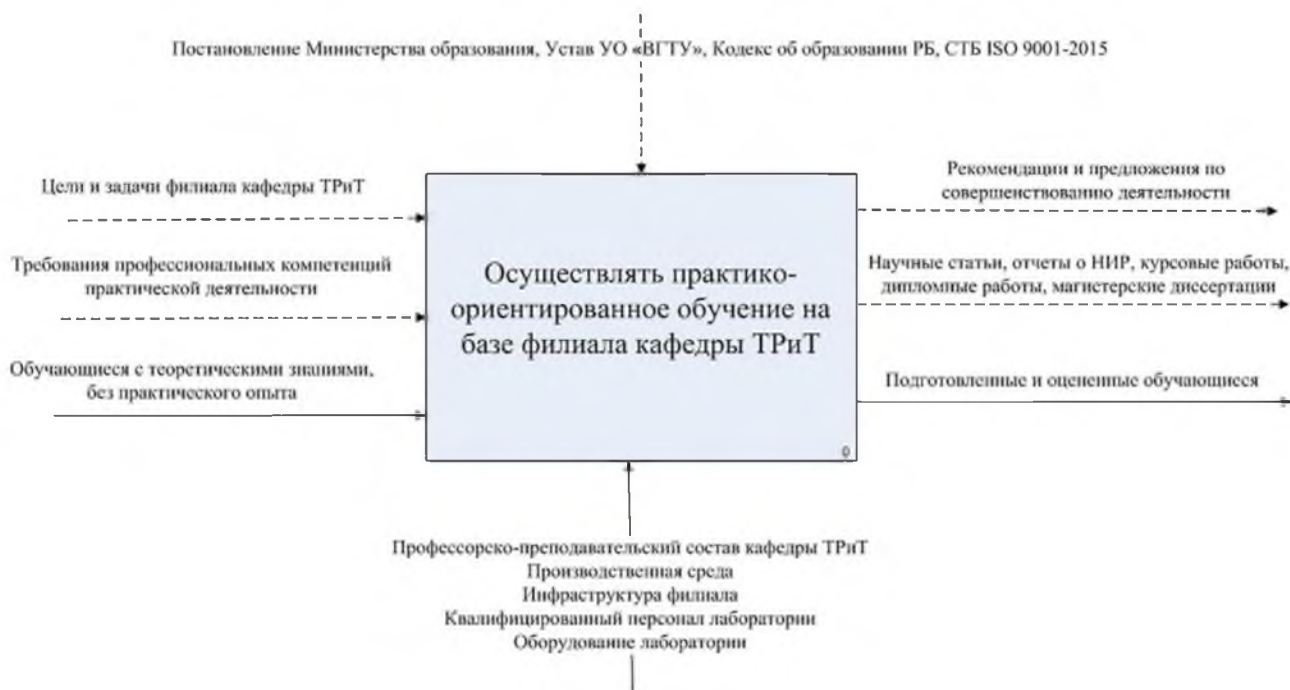 Постановление Министерства образования, Устав УО «ВГТУ», Кодекс об образовании РБ, СТБ ISO 9001-2015
Цели и задачи филиала кафедры ТРиТ
Требования профессиональных компетенций
практической деятельности
Обучающиеся с теоретическими знаниями,
без практического опыта
Осуществлять практико-
ориентированное обучение на
базе филиала кафедры ТРиТ
0
Рекомендации и предложения по
совершенствованию деятельности
Научные статьи, отчеты о НИР, курсовые работы,
дипломные работы, магистерские диссертации
Подготовленные и оцененные обучающиеся
Профессорско-преподавательский состав кафедры ТРиТ
Производственная среда
Инфраструктура филиала
Квалифицированный персонал лаборатории
Оборудование лаборатории